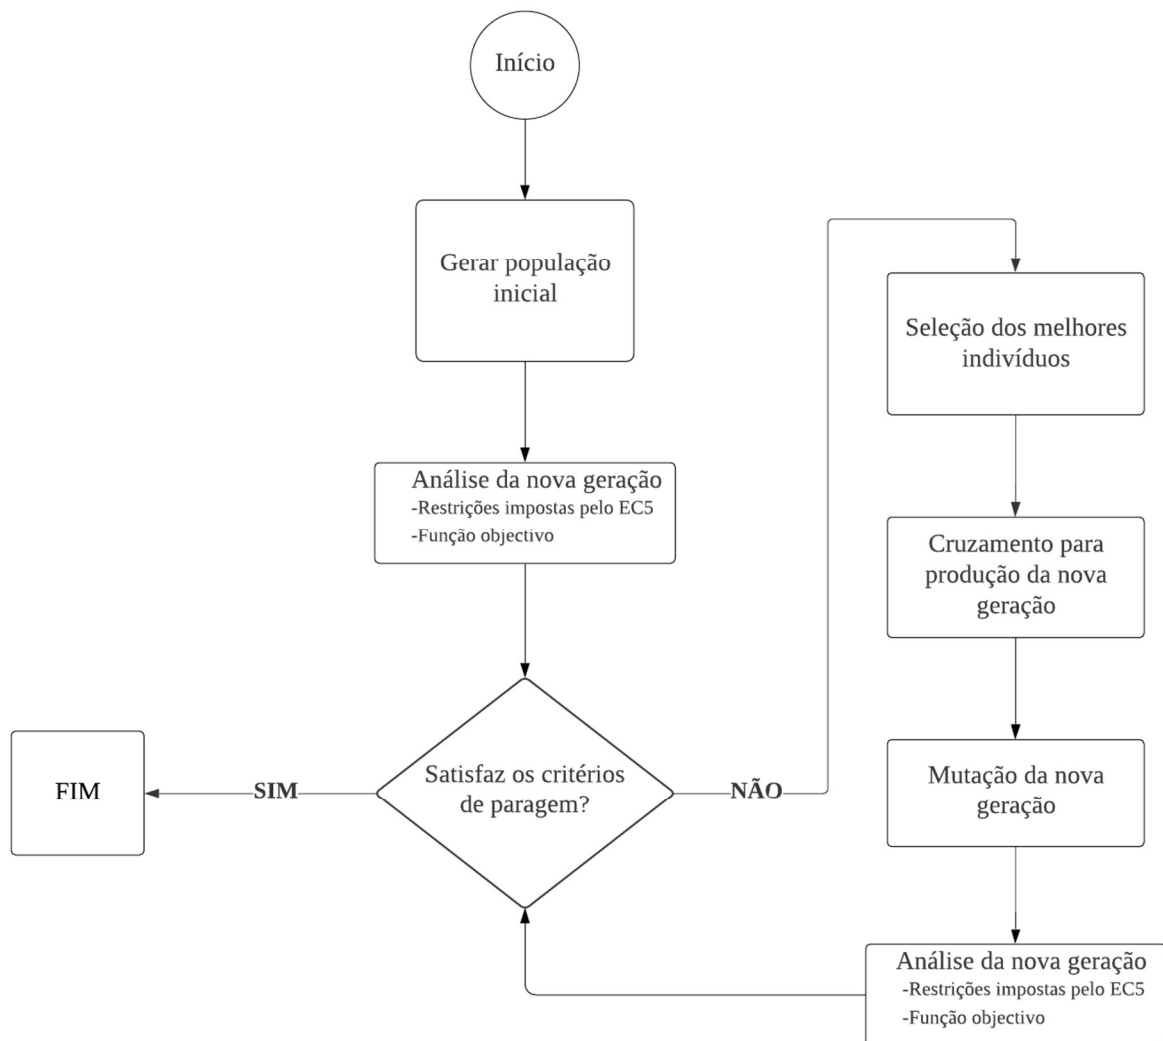 Início
Gerar população
inicial
Análise da nova geração
-Restrições impostas pelo EC5
-Função objectivo
Satisfaz os critérios
de paragem?
SIM
FIM
NÃO
Seleção dos melhores
indivíduos
Cruzamento para
produção da nova
geração
Mutação da nova
geração
Análise da nova geração
-Restrições impostas pelo EC5
-Função objectivo